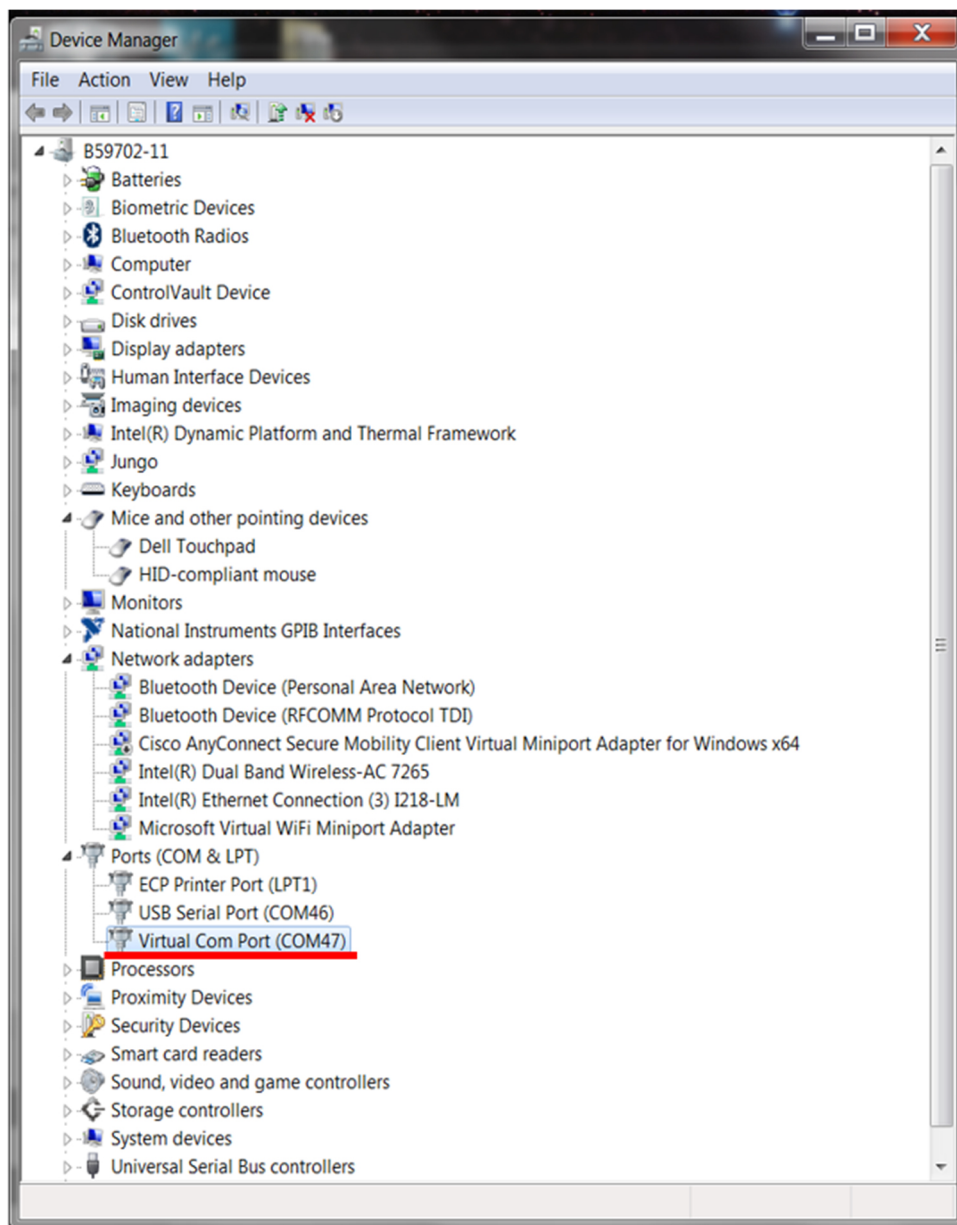 Device Manager
File Action View Help
B59702-11
Batteries
Biometric Devices
Bluetooth Radios
Computer
ControlVault Device
Disk drives
Display adapters
Human Interface Devices
Imaging devices
Intel(R) Dynamic Platform and Thermal Framework
Jungo
Keyboards
Mice and other pointing devices
Dell Touchpad
HID-compliant mouse
Monitors
National Instruments GPIB Interfaces
Network adapters
Bluetooth Device (Personal Area Network)
Bluetooth Device (RFCOMM Protocol TDI)
Cisco AnyConnect Secure Mobility Client Virtual Miniport Adapter for Windows x64
Intel(R) Dual Band Wireless-AC 7265
Intel(R) Ethernet Connection (3) I218-LM
Microsoft Virtual WiFi Miniport Adapter
Ports (COM & LPT)
ECP Printer Port (LPT1)
USB Serial Port (COM46)
Virtual Com Port (COM47)
Processors
Proximity Devices
Security Devices
Smart card readers
Sound, video and game controllers
Storage controllers
System devices
Universal Serial Bus controllers